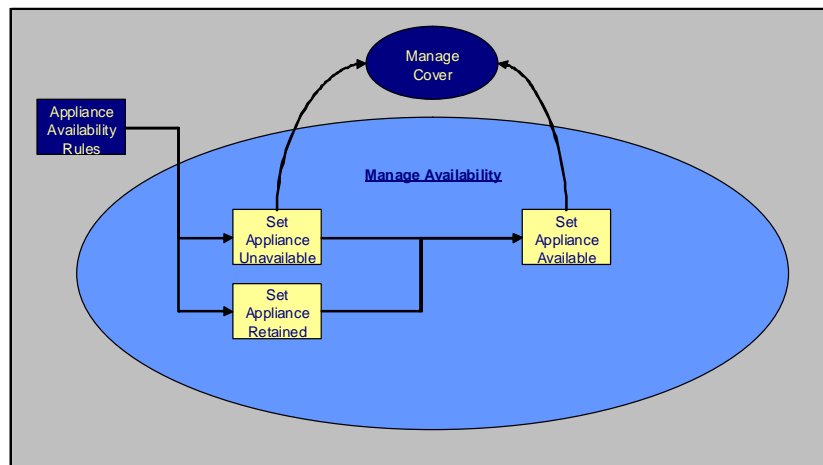 Manage
Cover
Appliance
Availability
Rules
Manage Availability
Set
Appliance
Unavailable
Set
Appliance
Available
Set
Appliance
Retained